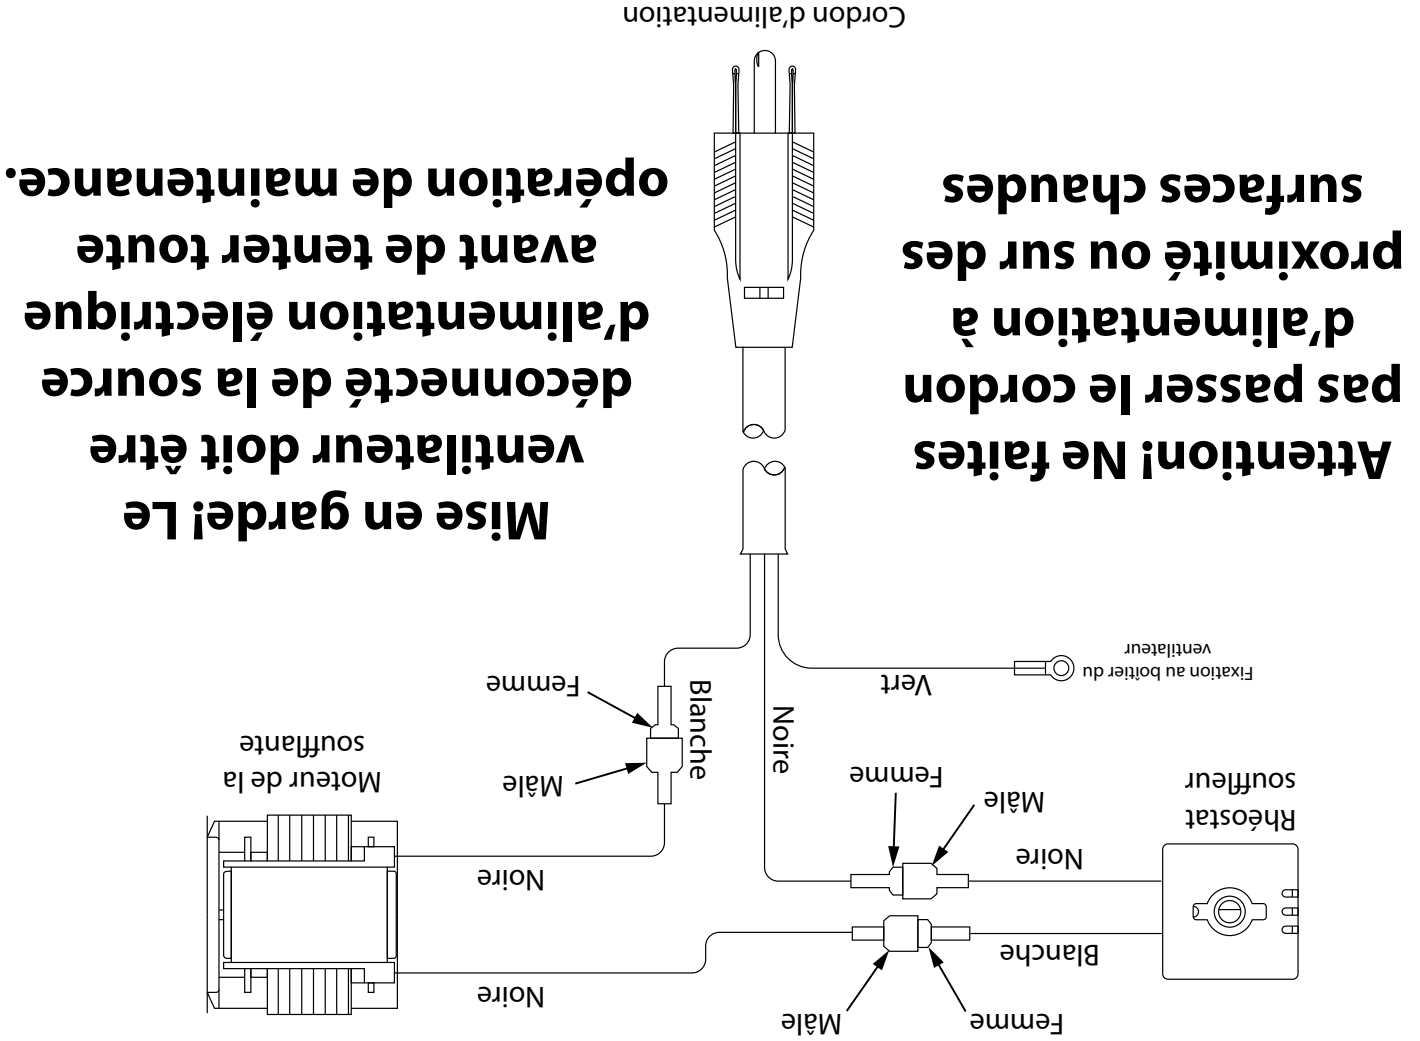 Femme
Mâle
Noire
Blanche
Noire
Mâle
Femme
Noire
Rhéostat
souffleur
Moteur de la
soufflante
Mâle
Femme
Noire
Blanche
Vert
Fixation au boîtier du
ventilateur
Attention! Ne faites
pas passer le cordon
d’alimentation à
proximité ou sur des
surfaces chaudes
Mise en garde! Le
ventilateur doit être
déconnecté de la source
d’alimentation électrique
avant de tenter toute
opération de maintenance.
Cordon d’alimentation